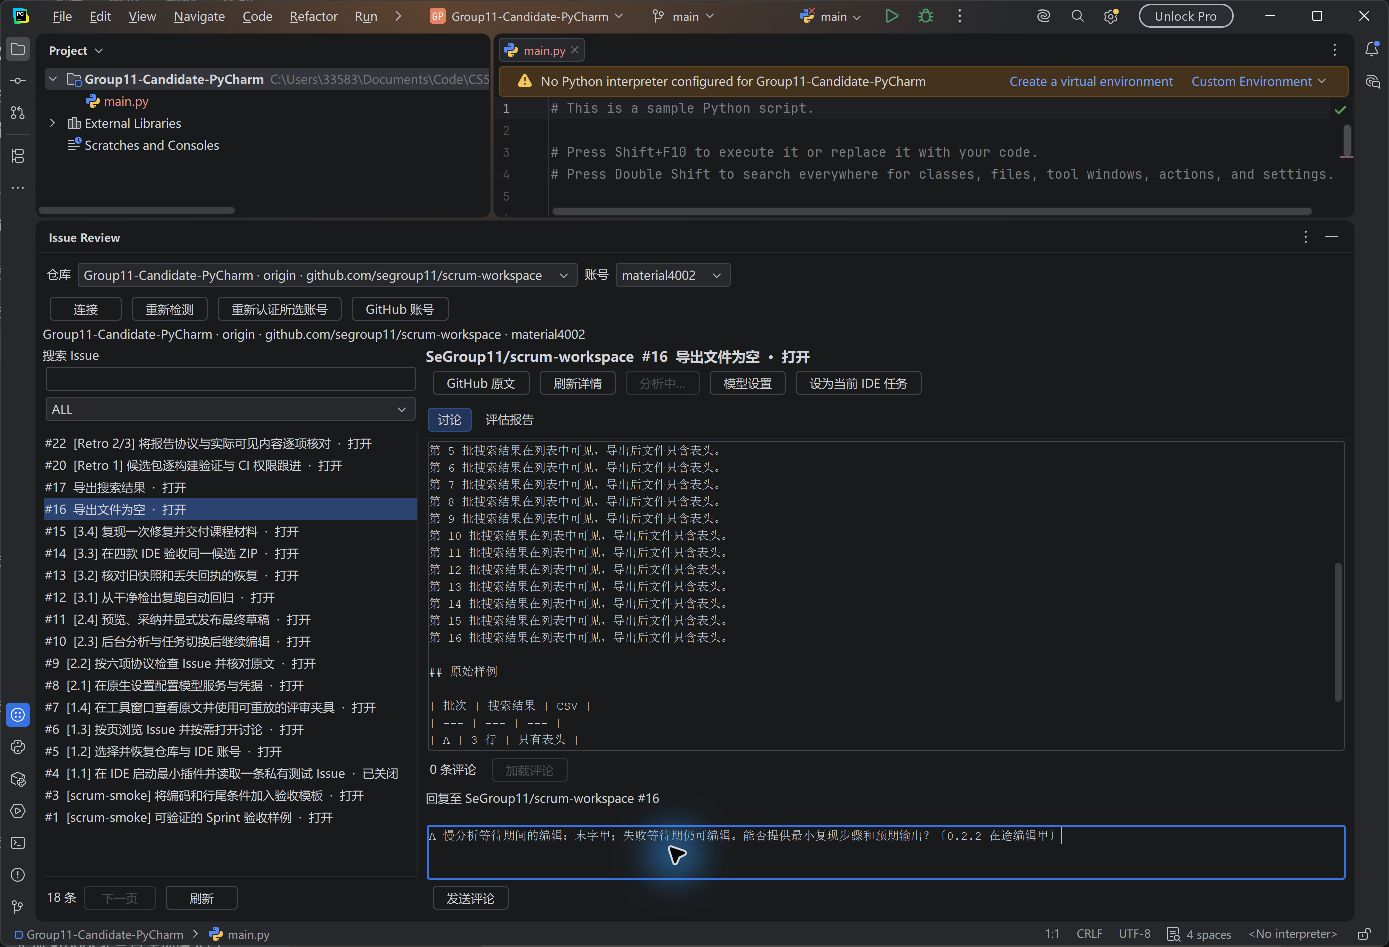 File Edit View Navigate Code Refactor Run GP Group11-Candidate-PyCharm main main Unlock Pro
Project
Group11-Candidate-PyCharm C:\Users\33583\Documents\Code\CS5
main.py
External Libraries
Scratches and Consoles
main.py
No Python interpreter configured for Group11-Candidate-PyCharm Create a virtual environment Custom Environment
1 # This is a sample Python script.
2
3 # Press Shift+F10 to execute it or replace it with your code.
4 # Press Double Shift to search everywhere for classes, files, tool windows, actions, and settings.
5
Issue Review
仓库 Group11-Candidate-PyCharm · origin · github.com/segroup11/scrum-workspace 账号 material4002
连接 重新检测 重新认证所选账号 GitHub 账号
Group11-Candidate-PyCharm · origin · github.com/segroup11/scrum-workspace · material4002
搜索 Issue
ALL
#22 [Retro 2/3] 将报告协议与实际可见内容逐项核对 · 打开
#20 [Retro 1] 候选包逐构建验证与 CI 权限跟进 · 打开
#17 导出搜索结果 · 打开
#16 导出文件为空 · 打开
#15 [3.4] 复现一次修复并交付课程材料 · 打开
#14 [3.3] 在四款 IDE 验收同一候选 ZIP · 打开
#13 [3.2] 核对旧快照和丢失回执的恢复 · 打开
#12 [3.1] 从干净检出复跑自动回归 · 打开
#11 [2.4] 预览、采纳并显式发布最终草稿 · 打开
#10 [2.3] 后台分析与任务切换后继续编辑 · 打开
#9 [2.2] 按六项协议检查 Issue 并核对原文 · 打开
#8 [2.1] 在原生设置配置模型服务与凭据 · 打开
#7 [1.4] 在工具窗口查看原文并使用可重放的评审夹具 · 打开
#6 [1.3] 按页浏览 Issue 并按需打开讨论 · 打开
#5 [1.2] 选择并恢复仓库与 IDE 账号 · 打开
#4 [1.1] 在 IDE 启动最小插件并读取一条私有测试 Issue · 已关闭
#3 [scrum-smoke] 将编码和行尾条件加入验收模板 · 打开
#1 [scrum-smoke] 可验证的 Sprint 验收样例 · 打开
18 条 下一页 刷新
SeGroup11/scrum-workspace #16 导出文件为空 • 打开
GitHub 原文 刷新详情 分析中... 模型设置 设为当前 IDE 任务
讨论 评估报告
第 5 批搜索结果在列表中可见，导出后文件只含表头。
第 6 批搜索结果在列表中可见，导出后文件只含表头。
第 7 批搜索结果在列表中可见，导出后文件只含表头。
第 8 批搜索结果在列表中可见，导出后文件只含表头。
第 9 批搜索结果在列表中可见，导出后文件只含表头。
第 10 批搜索结果在列表中可见，导出后文件只含表头。
第 11 批搜索结果在列表中可见，导出后文件只含表头。
第 12 批搜索结果在列表中可见，导出后文件只含表头。
第 13 批搜索结果在列表中可见，导出后文件只含表头。
第 14 批搜索结果在列表中可见，导出后文件只含表头。
第 15 批搜索结果在列表中可见，导出后文件只含表头。
第 16 批搜索结果在列表中可见，导出后文件只含表头。
## 原始样例
| 批次 | 搜索结果 | CSV |
| --- | --- | --- |
| A | 3 行 | 只有表头 |
0 条评论 加载评论
回复至 SeGroup11/scrum-workspace #16
A 慢分析等待期间的编辑：未字甲；失败等待期仍可编辑。能否提供最小复现步骤和预期输出？（0.2.2 在途编辑甲）
发送评论
Group11-Candidate-PyCharm main.py 1:1 CRLF UTF-8 4 spaces <No interpreter>